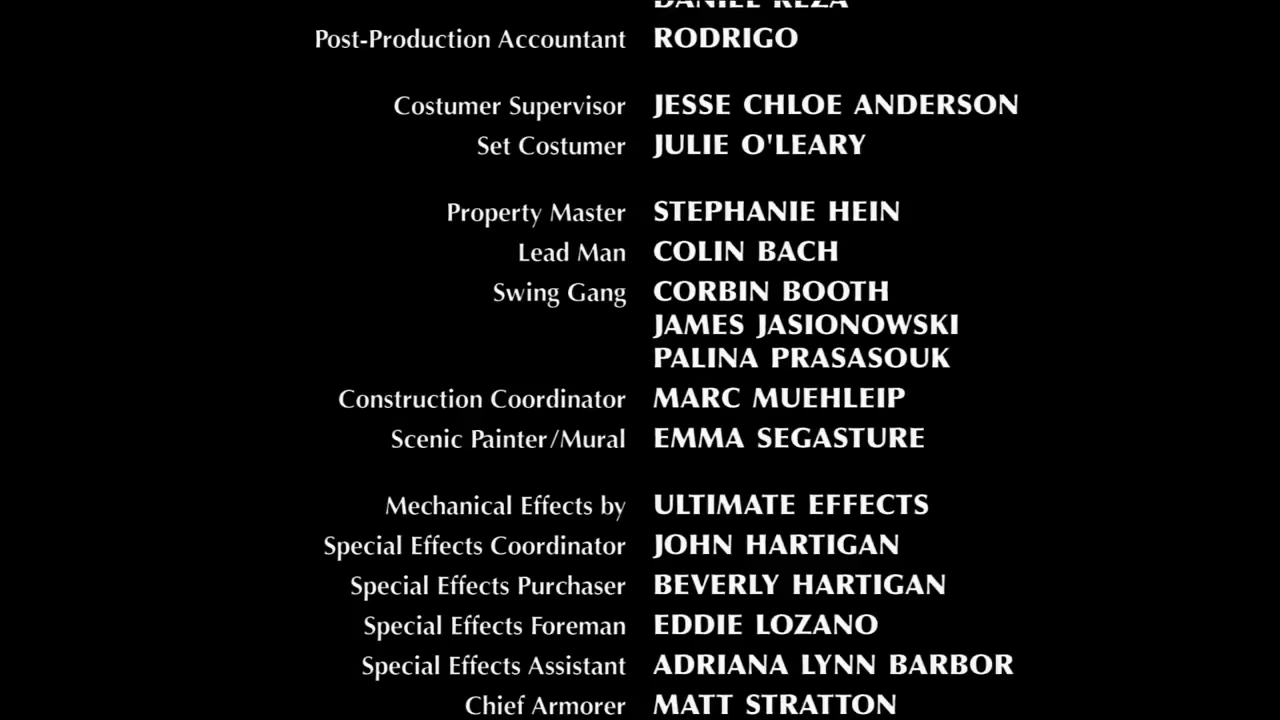 DANIEL REZA
Post-Production Accountant RODRIGO
Costumer Supervisor JESSE CHLOE ANDERSON
Set Costumer JULIE O'LEARY
Property Master STEPHANIE HEIN
Lead Man COLIN BACH
Swing Gang CORBIN BOOTH
JAMES JASIONOWSKI
PALINA PRASASOUK
Construction Coordinator MARC MUEHLEIP
Scenic Painter/Mural EMMA SEGASTURE
Mechanical Effects by ULTIMATE EFFECTS
Special Effects Coordinator JOHN HARTIGAN
Special Effects Purchaser BEVERLY HARTIGAN
Special Effects Foreman EDDIE LOZANO
Special Effects Assistant ADRIANA LYNN BARBOR
Chief Armorer MATT STRATTON